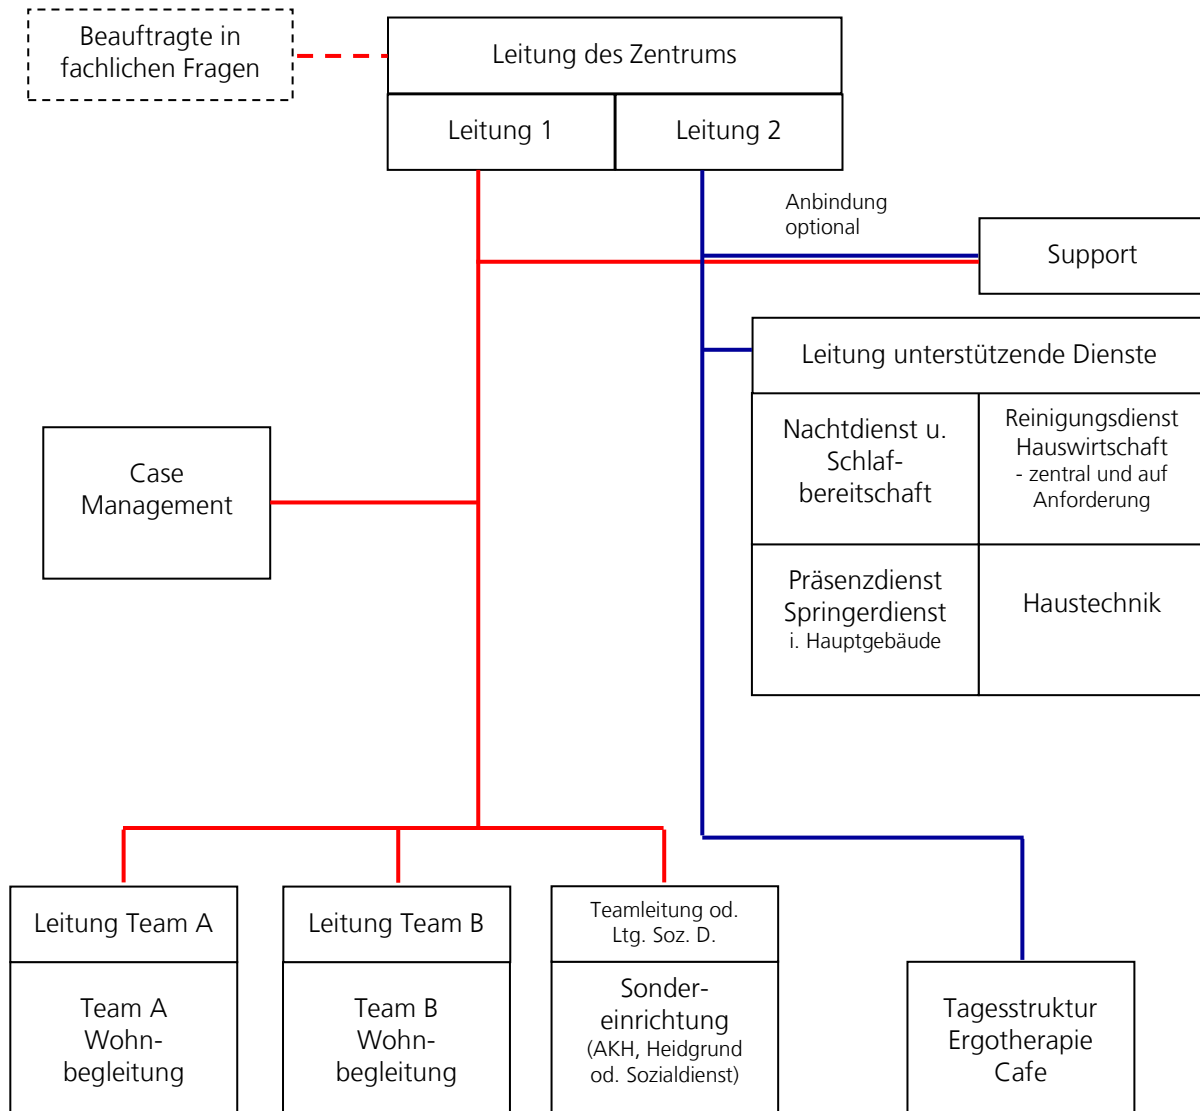 Beauftragte in
fachlichen Fragen
Leitung des Zentrums
Leitung 1
Leitung 2
Anbindung
optional
Support
Leitung unterstützende Dienste
Nachtdienst u.
Schlaf-
bereitschaft
Reinigungsdienst
Hauswirtschaft
- zentral und auf
Anforderung
Case
Management
Präsenzdienst
Springerdienst
i. Hauptgebäude
Haustechnik
Leitung Team A
Team A
Wohn-
begleitung
Leitung Team B
Team B
Wohn-
begleitung
Teamleitung od.
Ltg. Soz. D.
Sonder-
einrichtung
(AKH, Heidgrund
od. Sozialdienst)
Tagesstruktur
Ergotherapie
Cafe